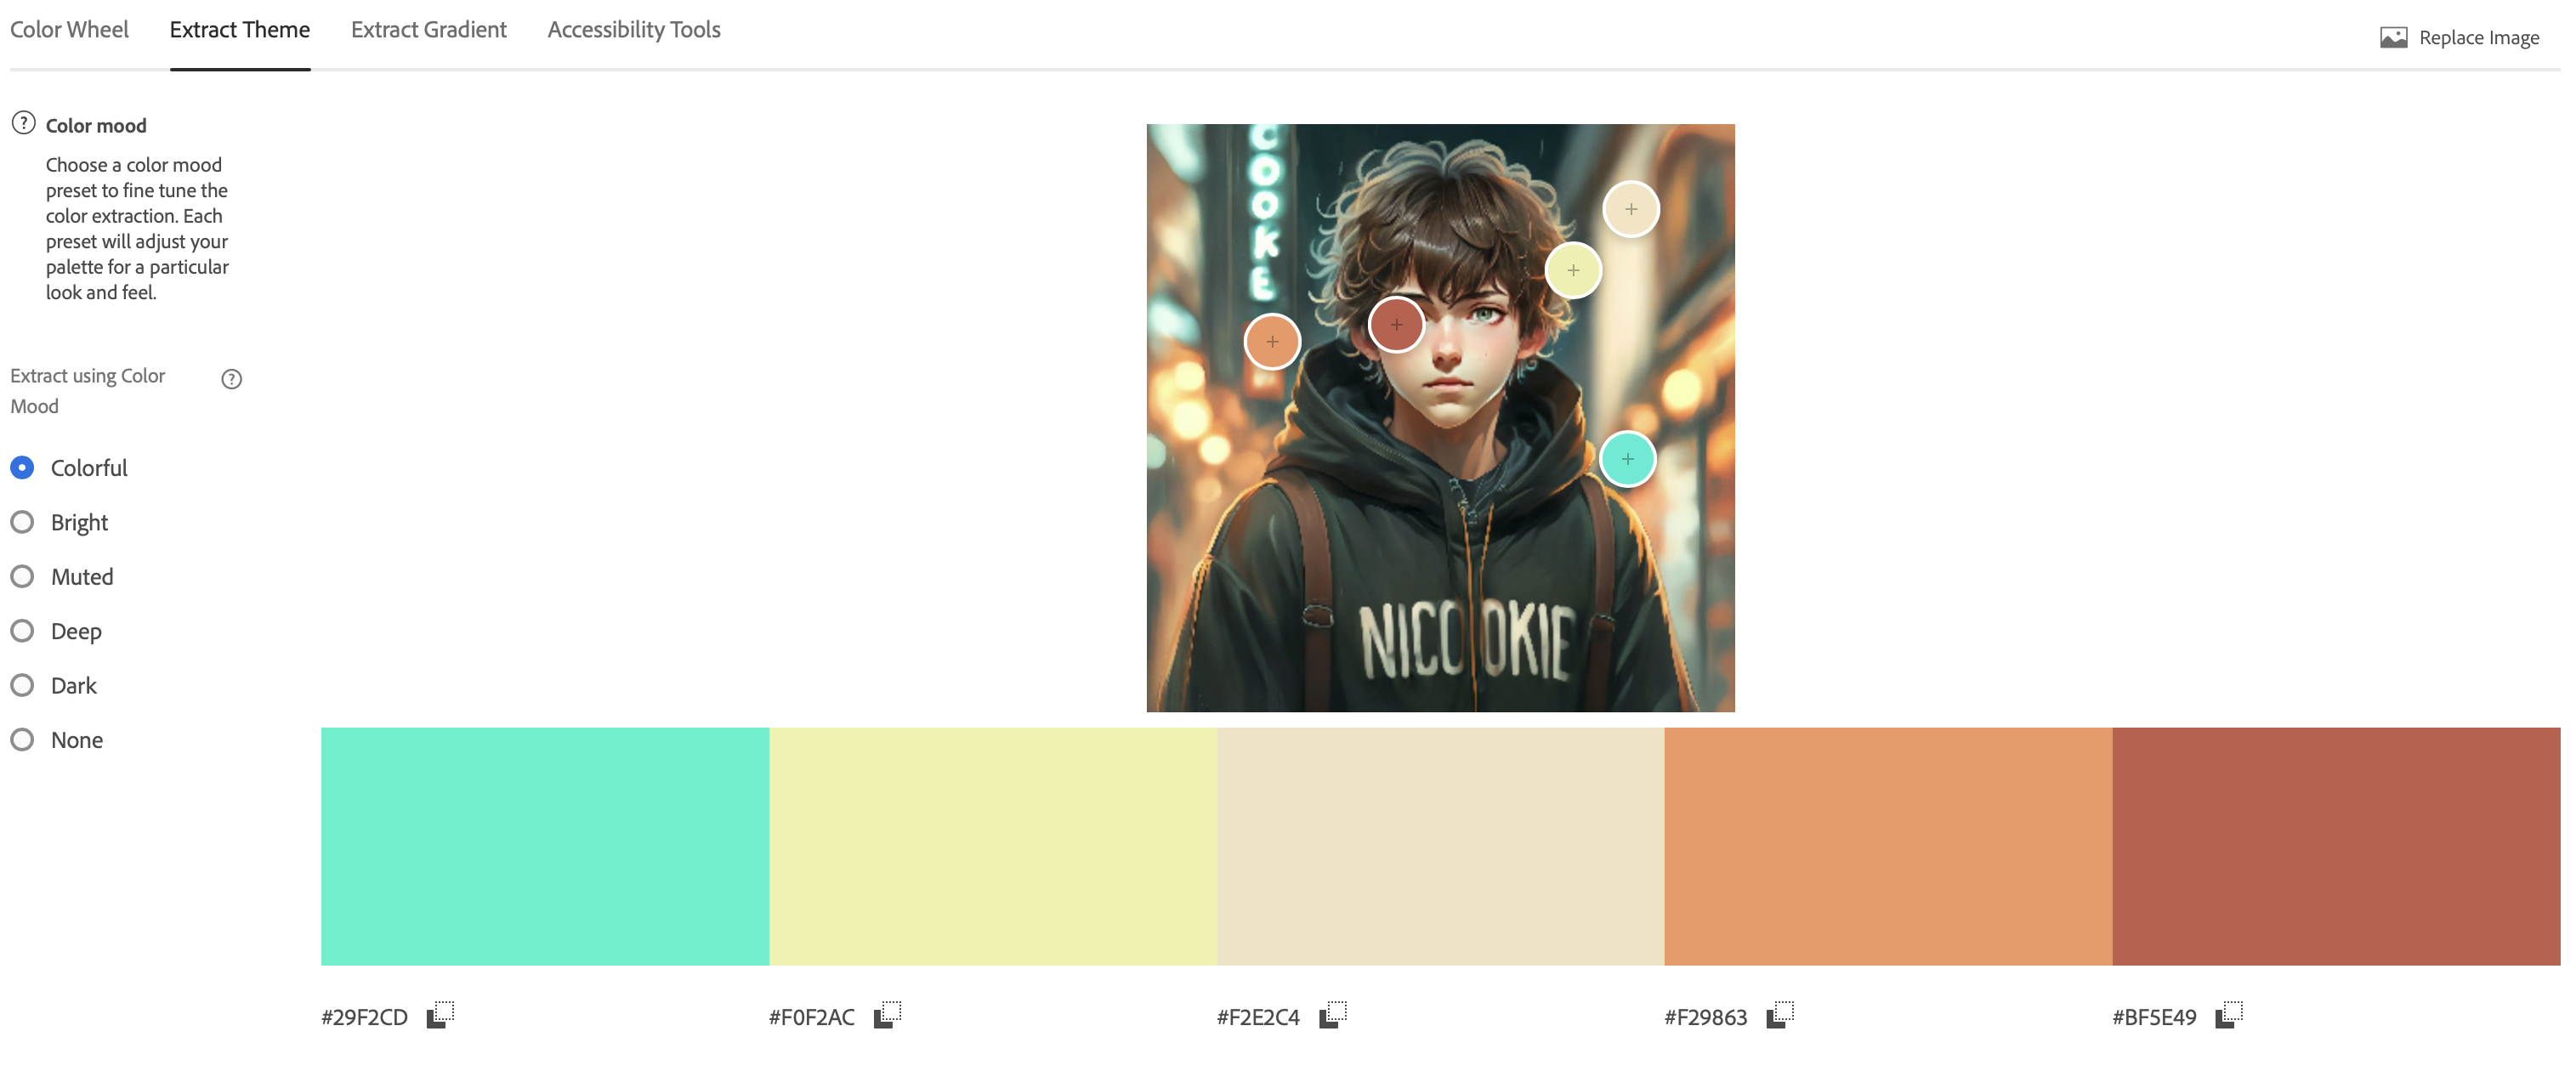 Color Wheel
Extract Theme
Extract Gradient
Accessibility Tools
Replace Image
Color mood
Choose a color mood
preset to fine tune the
color extraction. Each
preset will adjust your
palette for a particular
look and feel.
Extract using Color
Mood
Colorful
Bright
Muted
Deep
Dark
None
COOKE
NICOOKIE
#29F2CD
#F0F2AC
#F2E2C4
#F29863
#BF5E49